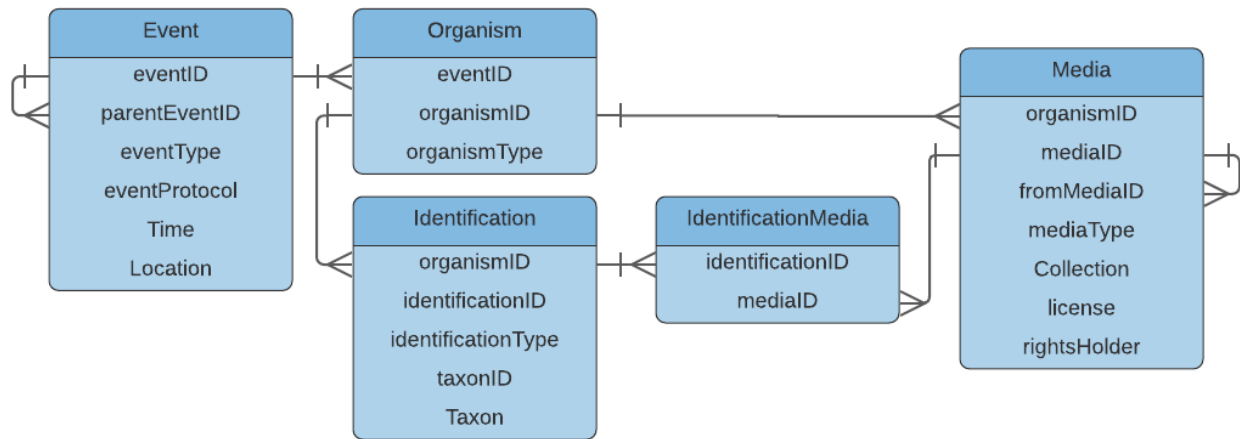 Event
eventID
parentEventID
eventType
eventProtocol
Time
Location
Organism
eventID
organismID
organismType
Identification
organismID
identificationID
identificationType
taxonID
Taxon
IdentificationMedia
identificationID
mediaID
Media
organismID
mediaID
fromMediaID
mediaType
Collection
license
rightsHolder